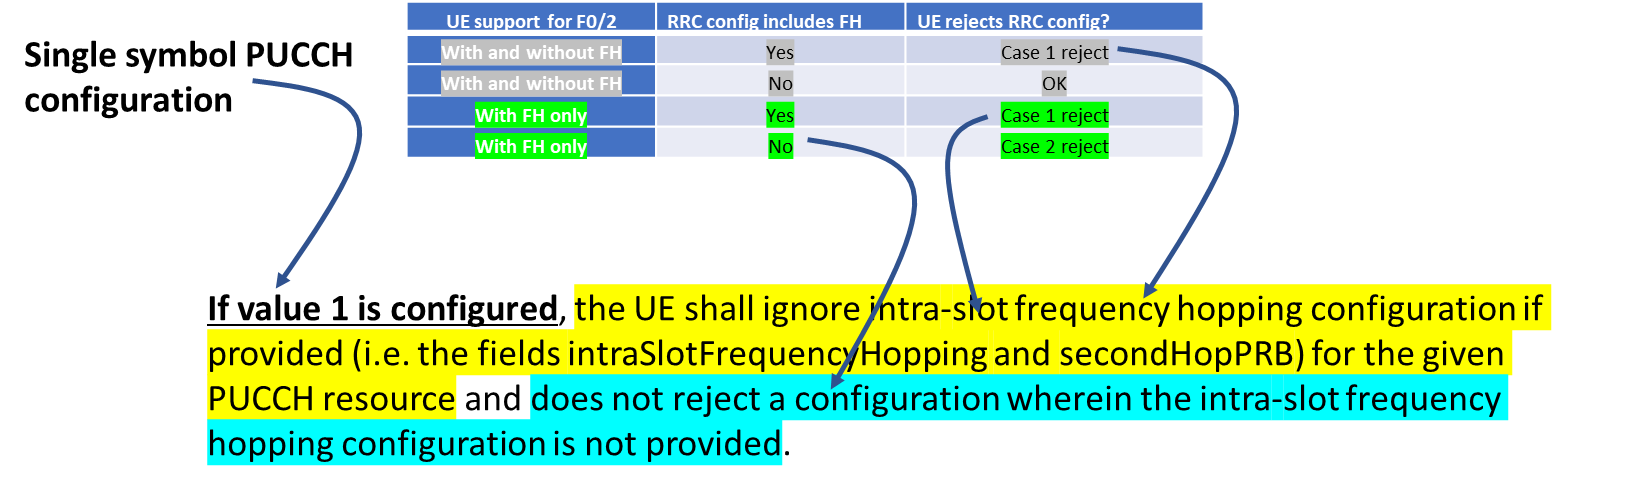 UE support for F0/2 RRC config includes FH UE rejects RRC config?
Single symbol PUCCH
configuration
With and without FH Yes Case 1 reject
With and without FH No OK
With FH only Yes Case 1 reject
With FH only No Case 2 reject
If value 1 is configured, the UE shall ignore intra-slot frequency hopping configuration if
provided (i.e. the fields intraSlotFrequencyHopping and secondHopPRB) for the given
PUCCH resource and does not reject a configuration wherein the intra-slot frequency
hopping configuration is not provided.